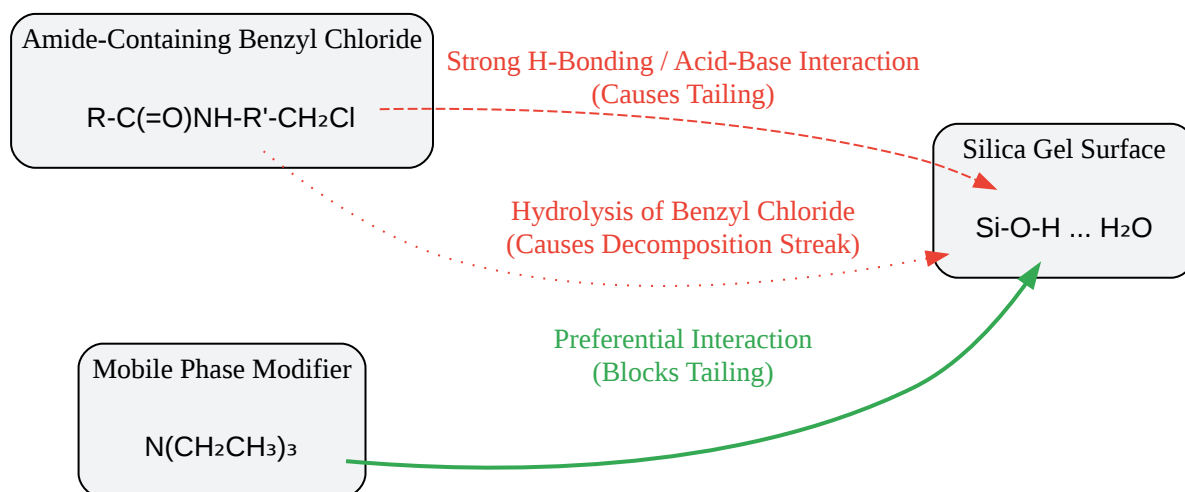 Amide-Containing Benzyl Chloride
R-C(=O)NH-R'-CH₂Cl
Strong H-Bonding / Acid-Base Interaction
(Causes Tailing)
Silica Gel Surface
Si-O-H ... H₂O
Hydrolysis of Benzyl Chloride
(Causes Decomposition Streak)
Preferential Interaction
(Blocks Tailing)
Mobile Phase Modifier
N(CH₂CH₃)₃